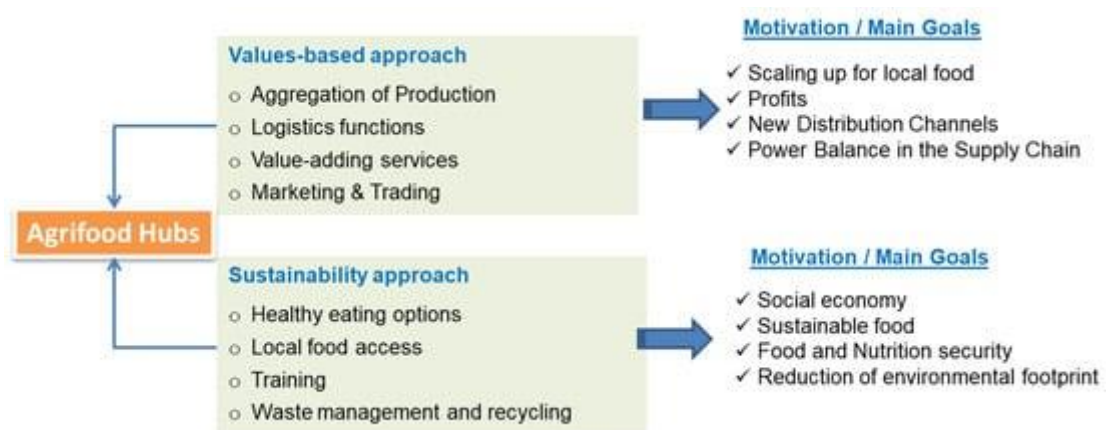 Values-based approach
o Aggregation of Production
o Logistics functions
o Value-adding services
o Marketing & Trading
Motivation / Main Goals
✓ Scaling up for local food
✓ Profits
✓ New Distribution Channels
✓ Power Balance in the Supply Chain
Agrifood Hubs
Sustainability approach
o Healthy eating options
o Local food access
o Training
o Waste management and recycling
Motivation / Main Goals
✓ Social economy
✓ Sustainable food
✓ Food and Nutrition security
✓ Reduction of environmental footprint